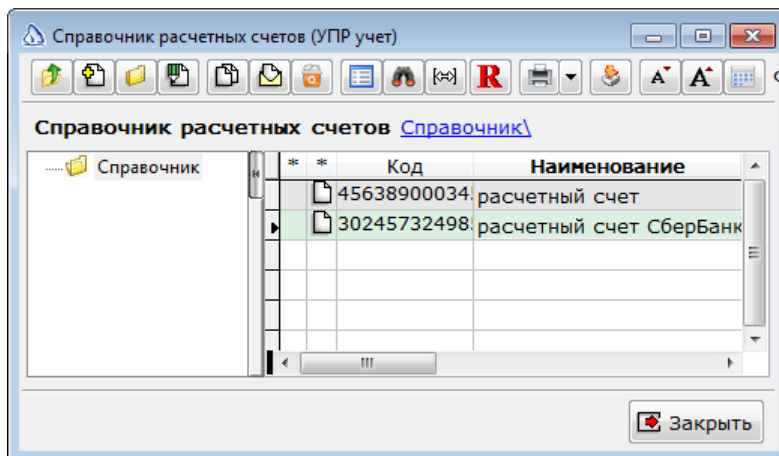 Справочник расчетных счетов (УПР учет)
R A A
Справочник расчетных счетов Справочник\
Справочник
* * Код Наименование
45638900034 расчетный счет
30245732498 расчетный счет СберБанк
Закрыть